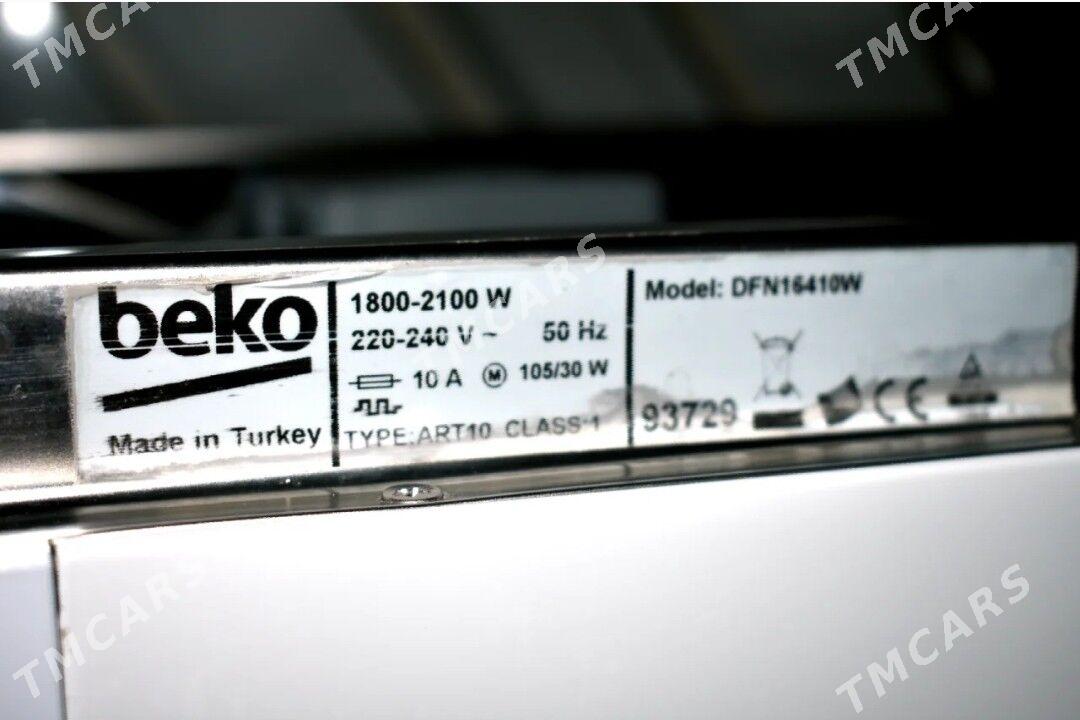 TMCARS
TMCARS
beko
Made in Turkey
1800-2100 W
220-240 V ~ 50 Hz
10 A M 105/30 W
TYPE:ART10 CLASS-1
Model: DFN16410W
93729 CE
TMCARS
TMCARS
TMCARS